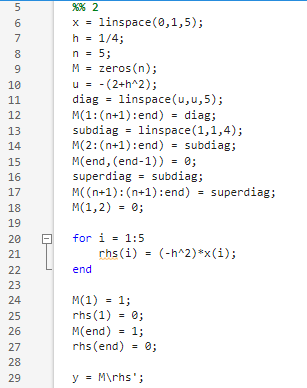 5 %% 2
6 x = linspace(0,1,5);
7 h = 1/4;
8 n = 5;
9 M = zeros(n);
10 u = -(2+h^2);
11 diag = linspace(u,u,5);
12 M(1:(n+1):end) = diag;
13 subdiag = linspace(1,1,4);
14 M(2:(n+1):end) = subdiag;
15 M(end,(end-1)) = 0;
16 superdiag = subdiag;
17 M((n+1):(n+1):end) = superdiag;
18 M(1,2) = 0;
19
20 for i = 1:5
21 rhs(i) = (-h^2)*x(i);
22 end
23
24 M(1) = 1;
25 rhs(1) = 0;
26 M(end) = 1;
27 rhs(end) = 0;
28
29 y = M\rhs';